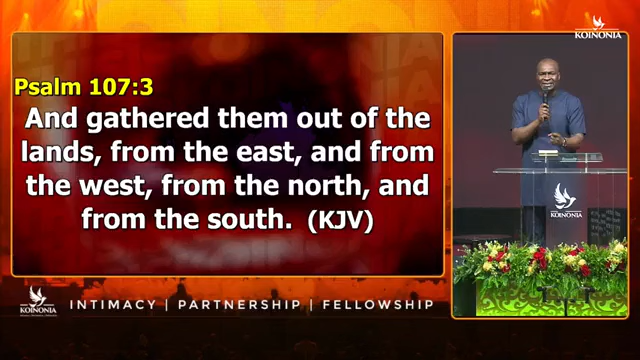 KOINONIA
Psalm 107:3
And gathered them out of the
lands, from the east, and from
the west, from the north, and
from the south. (KJV)
KOINONIA
KOINONIA
INTIMACY | PARTNERSHIP | FELLOWSHIP